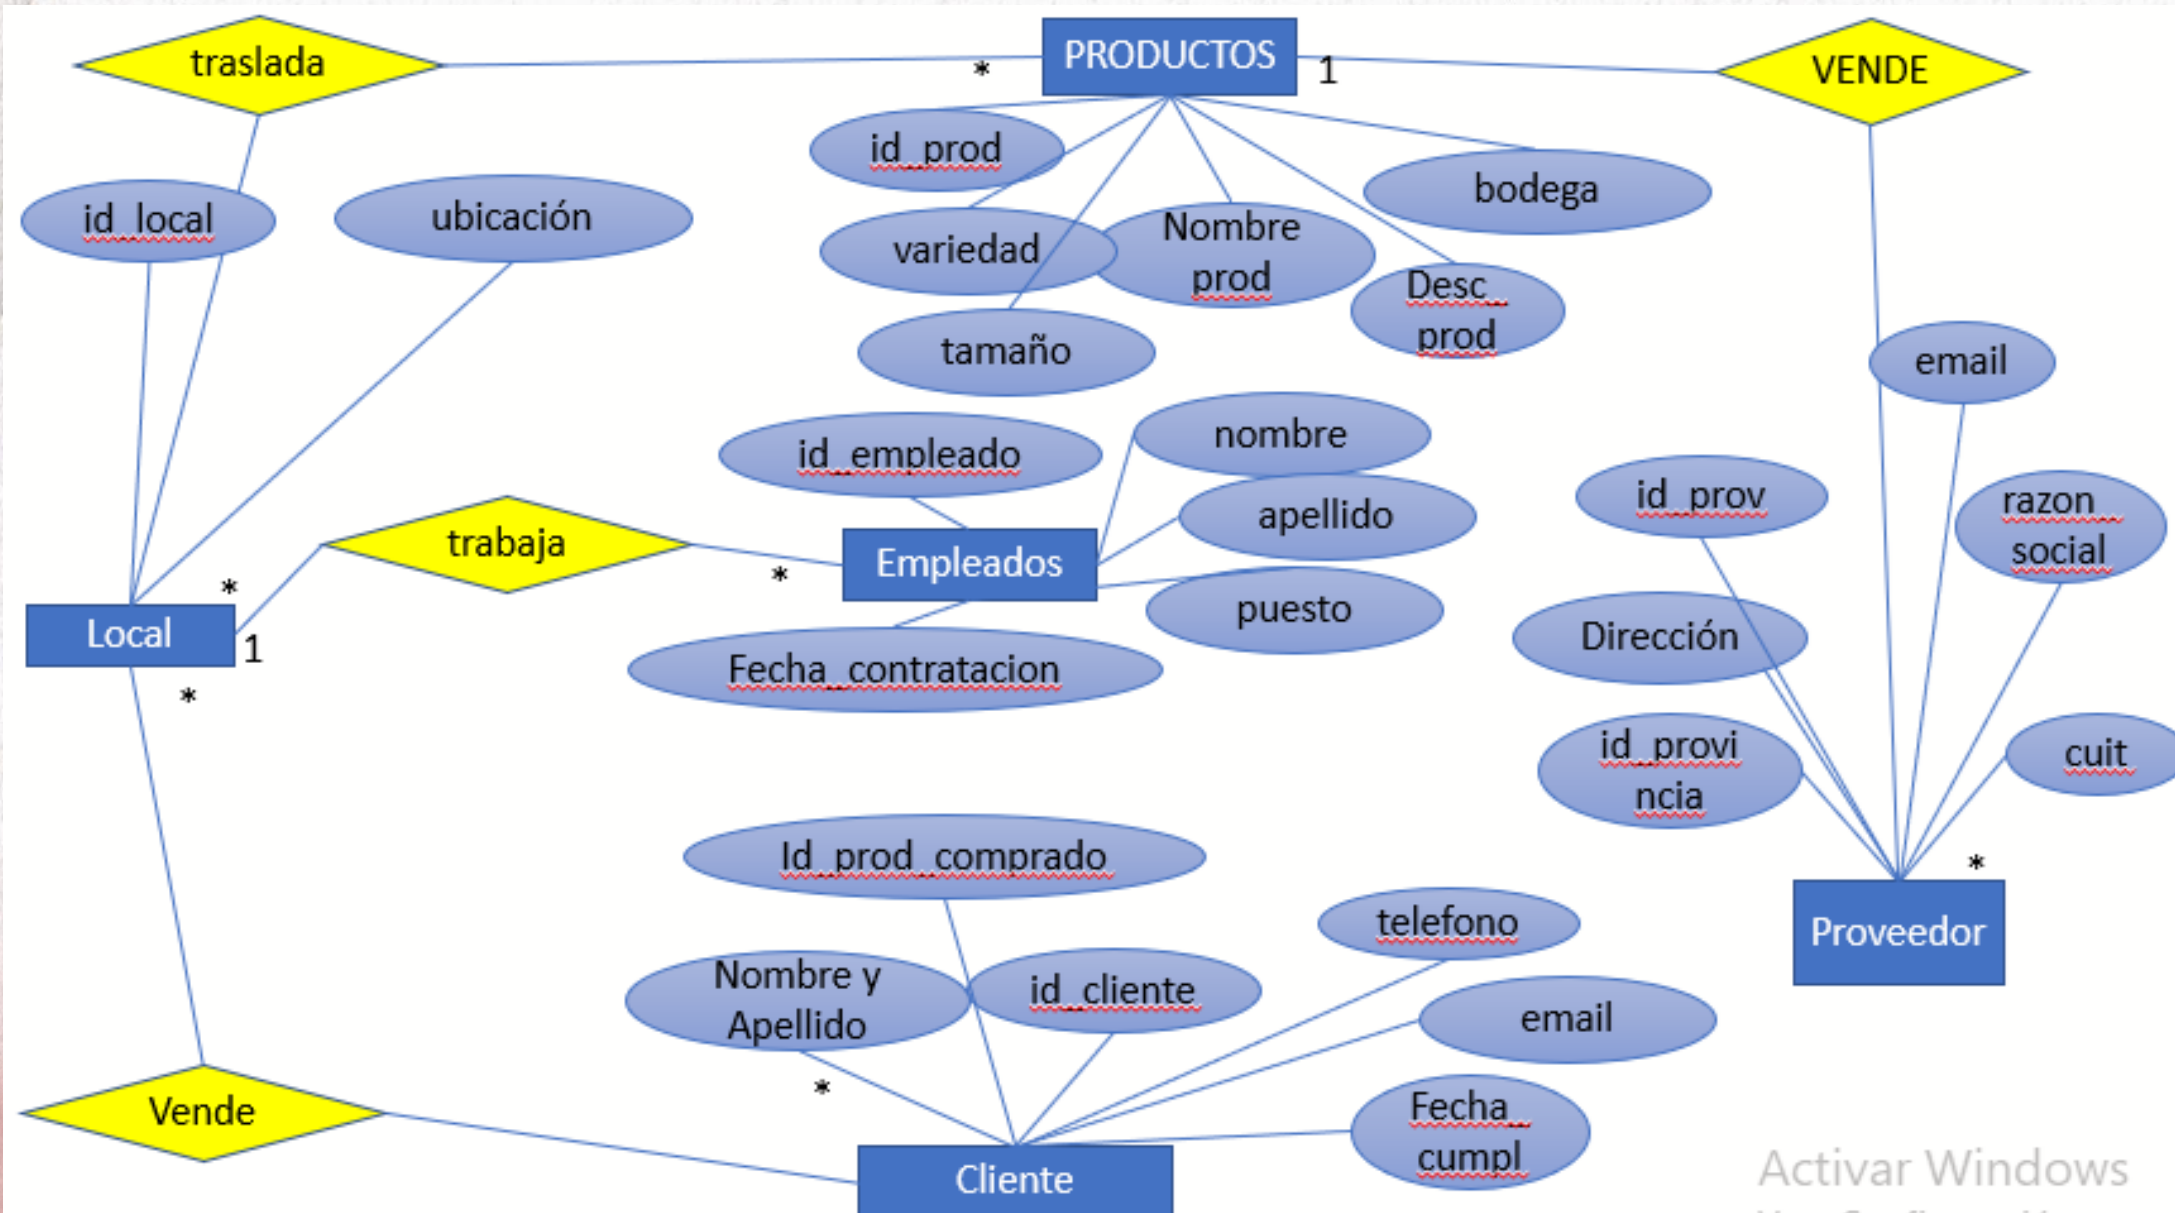 traslada
*
PRODUCTOS
1
VENDE
id_prod
bodega
id_local
ubicación
variedad
Nombre
prod
Desc_
prod
tamaño
email
id_empleado
nombre
apellido
id_prov
razon_
social
trabaja
*
Empleados
*
puesto
Dirección
Local
1
*
Fecha_contratacion
id_provi
ncia
cuit
Id_prod_comprado
*
telefono
Proveedor
Nombre y
Apellido
id_cliente
email
*
Vende
Fecha_
cumpl
Cliente
Activar Windows